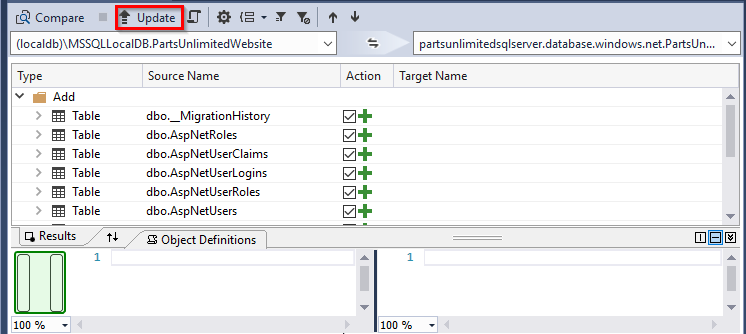 Compare Update
(localdb)\MSSQLLocalDB.PartsUnlimitedWebsite partsunlimitedsqlserver.database.windows.net.PartsUn...
Type Source Name Action Target Name
Add
Table dbo.__MigrationHistory
Table dbo.AspNetRoles
Table dbo.AspNetUserClaims
Table dbo.AspNetUserLogins
Table dbo.AspNetUserRoles
Table dbo.AspNetUsers
Results Object Definitions
1 1
100 % 100 %